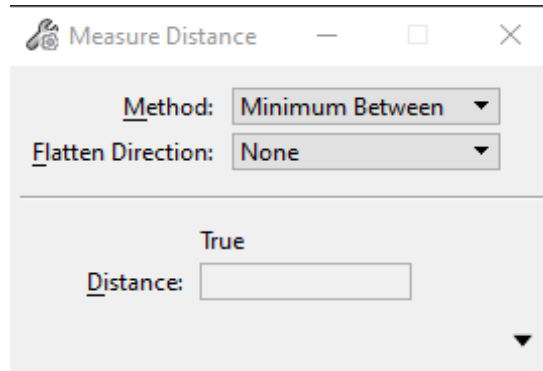 Measure Distance
Method: Minimum Between
Flatten Direction: None
True
Distance: